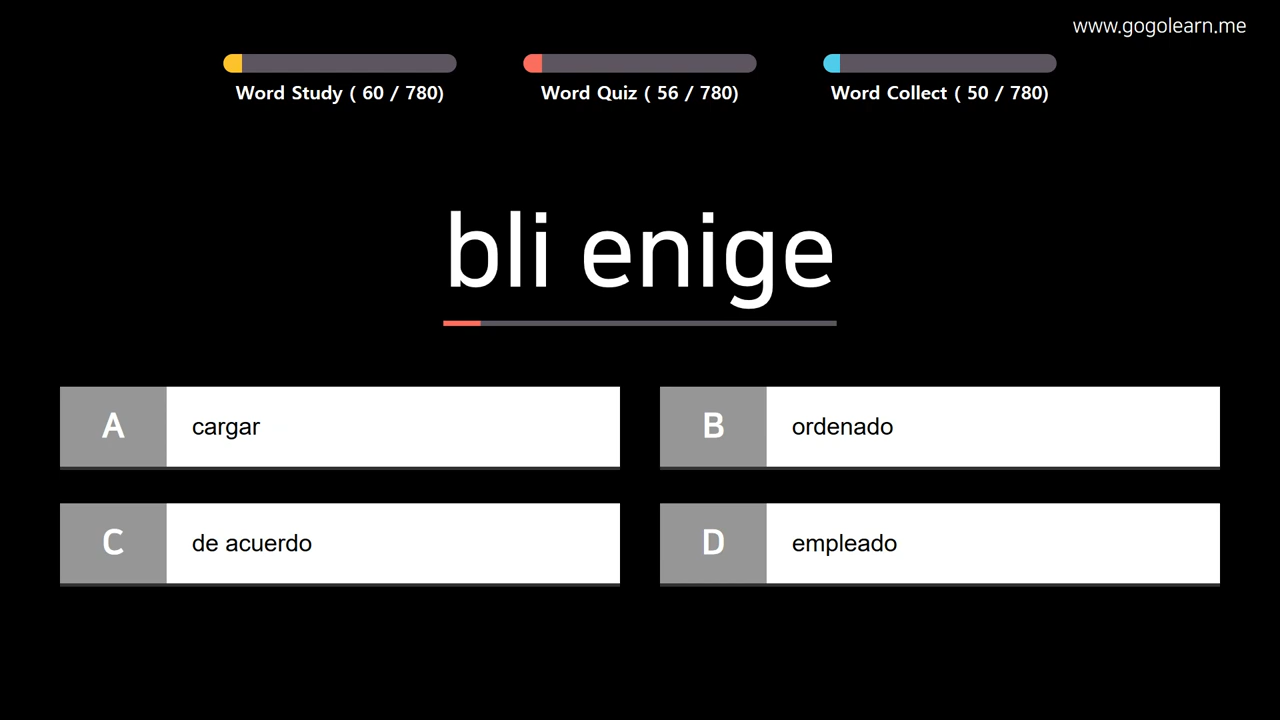 www.gogolearn.me
Word Study ( 60 / 780)
Word Quiz ( 56 / 780)
Word Collect ( 50 / 780)
bli enige
A cargar
B ordenado
C de acuerdo
D empleado